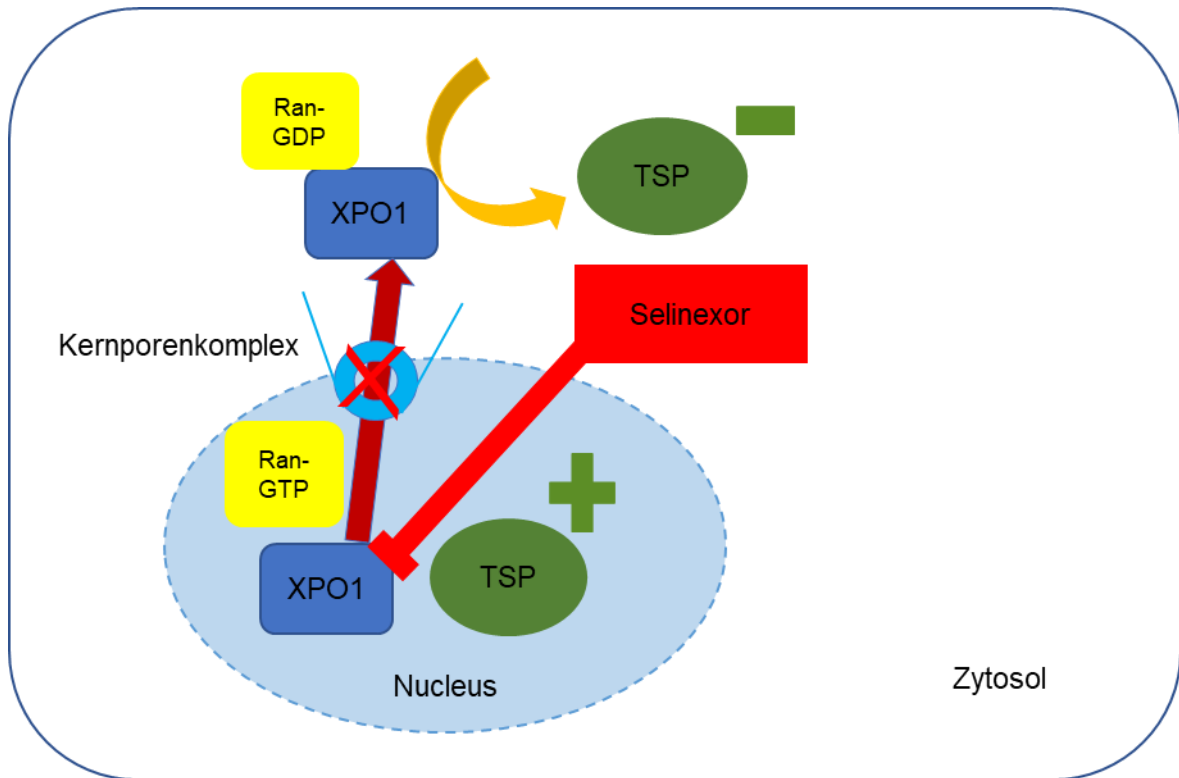 Ran-
GDP
XPO1
TSP
Selinexor
Kernporenkomplex
Ran-
GTP
XPO1
TSP
Nucleus
Zytosol